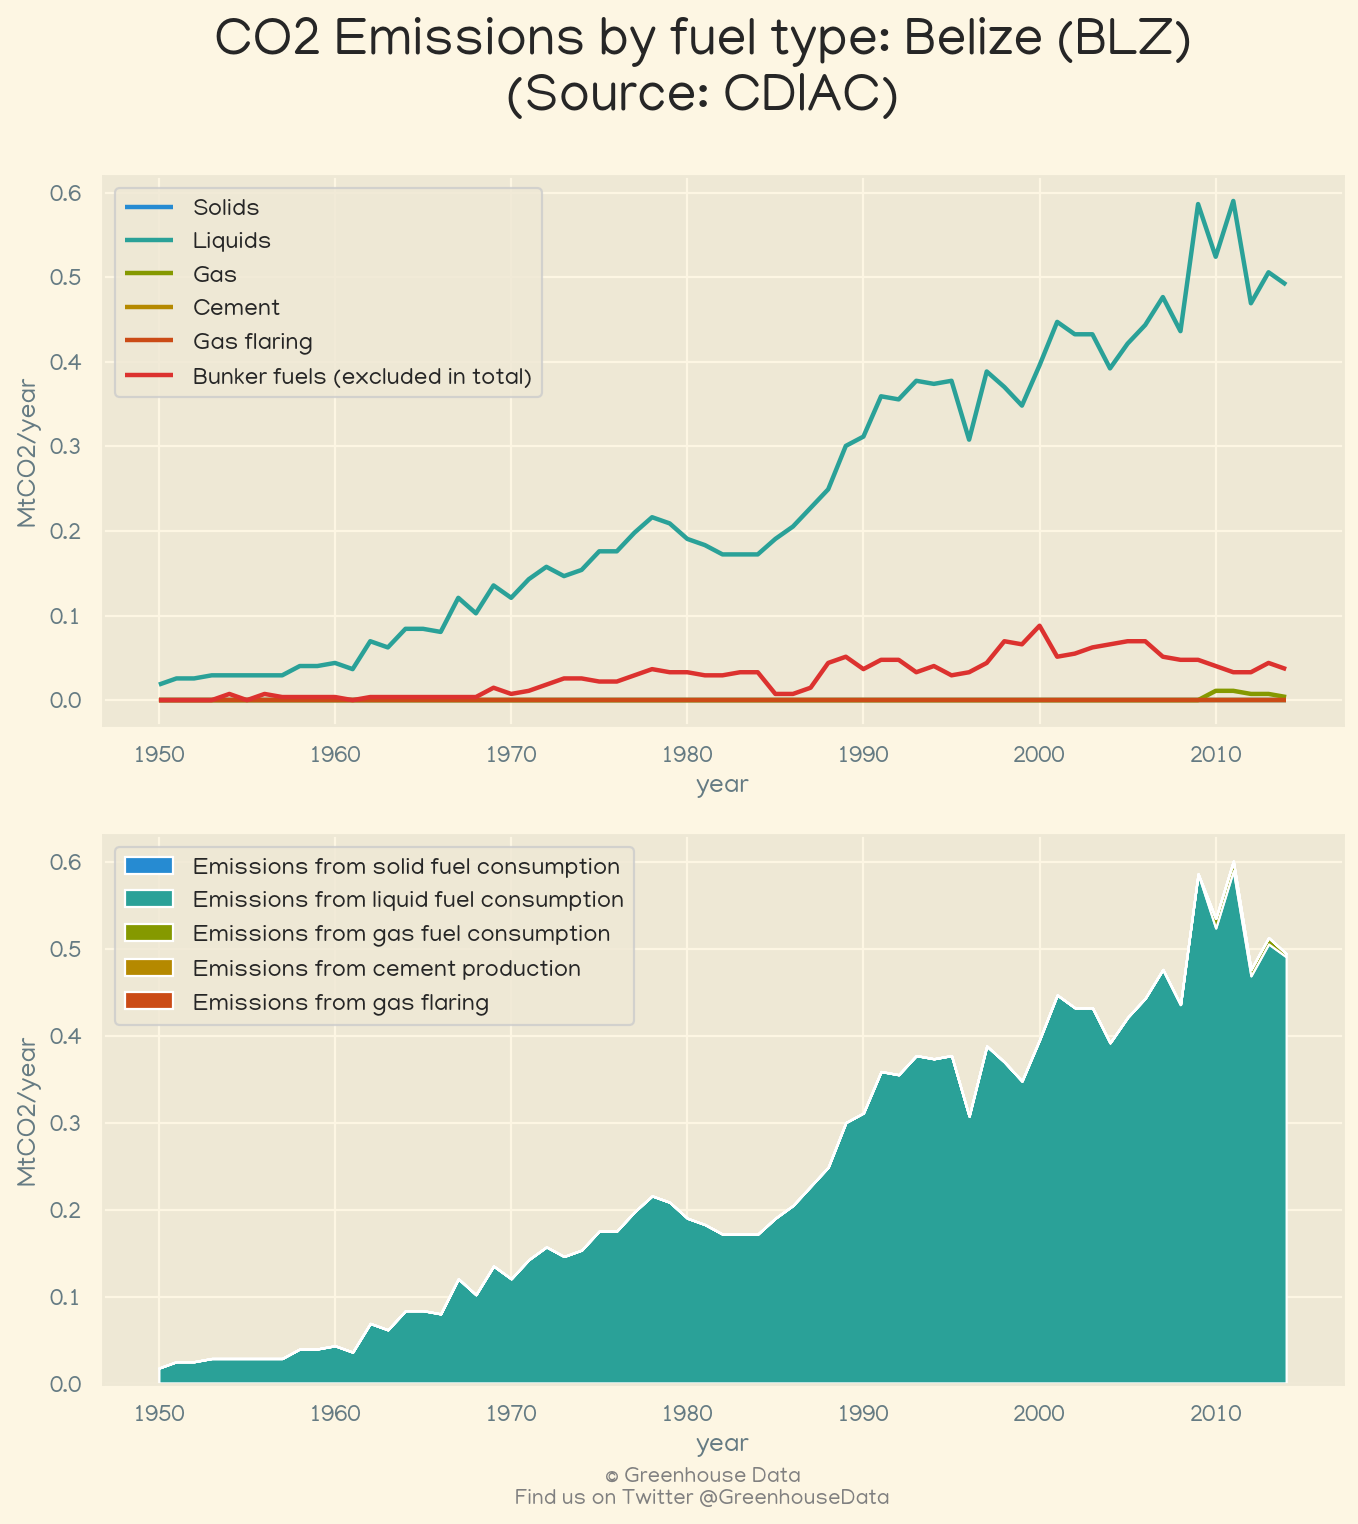 CO2 Emissions by fuel type: Belize (BLZ)
(Source: CDIAC)
0.6
0.5
0.4
0.3
0.2
0.1
0.0
MtCO2/year
Solids
Liquids
Gas
Cement
Gas flaring
Bunker fuels (excluded in total)
1950 1960 1970 1980 1990 2000 2010
year
0.6
0.5
0.4
0.3
0.2
0.1
0.0
MtCO2/year
Emissions from solid fuel consumption
Emissions from liquid fuel consumption
Emissions from gas fuel consumption
Emissions from cement production
Emissions from gas flaring
1950 1960 1970 1980 1990 2000 2010
year
© Greenhouse Data
Find us on Twitter @GreenhouseData